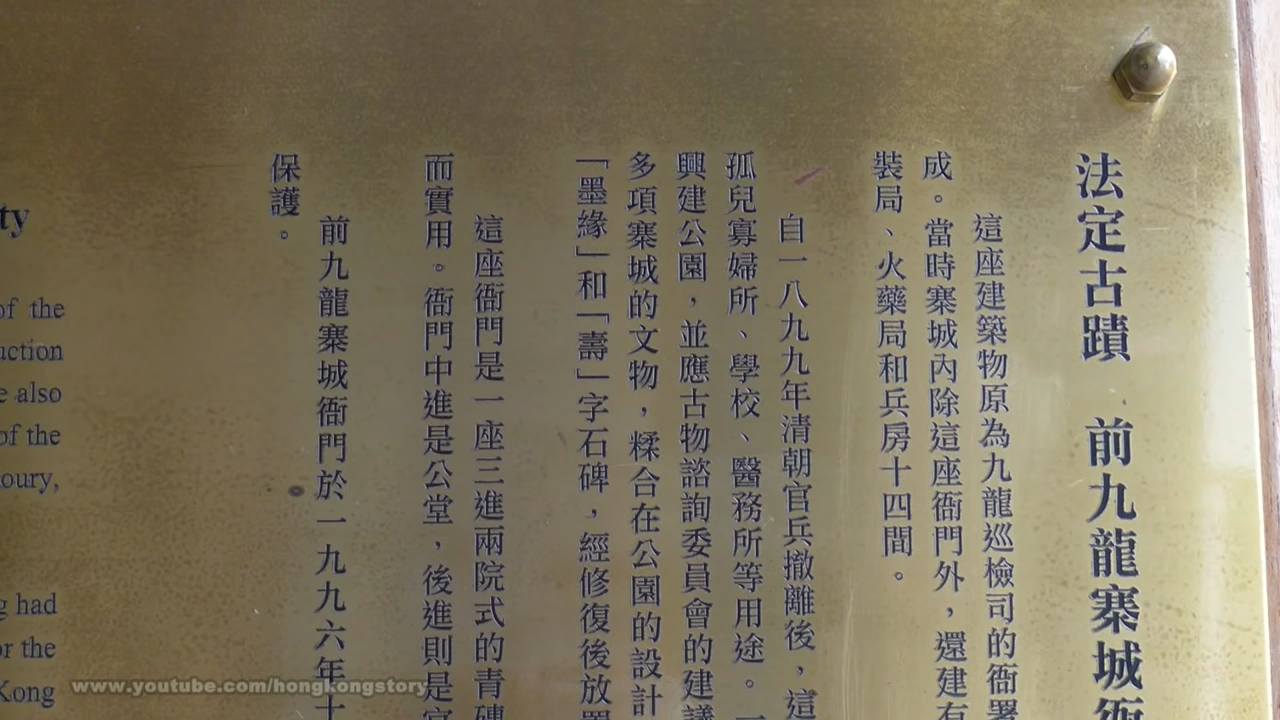 法定古蹟　前九龍寨城衙
這座建築物原為九龍巡檢司的衙署
成。當時寨城內除這座衙門外，還建有
裝局、火藥局和兵房十四間。
自一八九九年清朝官兵撤離後，這
孤兒寡婦所、學校、醫務所等用途。一
興建公園，並應古物諮詢委員會的建議
多項寨城的文物，糅合在公園的設計
「墨緣」和「壽」字石碑，經修復後放置
這座衙門是一座三進兩院式的青磚
而實用。衙門中進是公堂，後進則是官
前九龍寨城衙門於一九九六年十
保護。
ty
of the
uction
e also
of the
oury,
g had
or the
Kong
www.youtube.com/hongkongstory